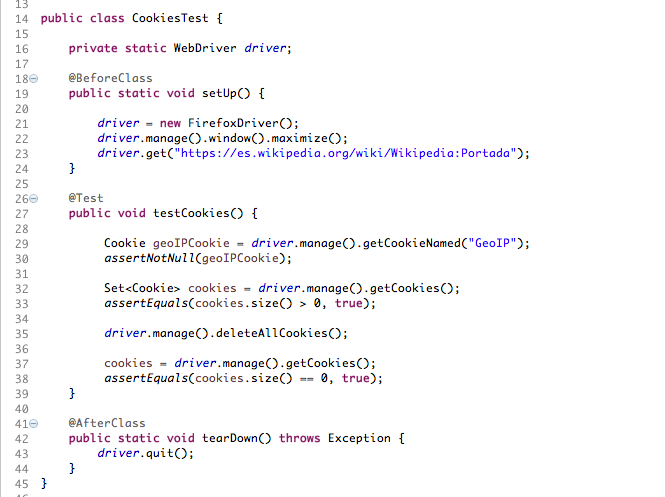 13
14 public class CookiesTest {
15
16     private static WebDriver driver;
17
18     @BeforeClass
19     public static void setUp() {
20
21         driver = new FirefoxDriver();
22         driver.manage().window().maximize();
23         driver.get("https://es.wikipedia.org/wiki/Wikipedia:Portada");
24     }
25
26     @Test
27     public void testCookies() {
28
29          Cookie geoIPCookie = driver.manage().getCookieNamed("GeoIP");
30          assertNotNull(geoIPCookie);
31
32          Set<Cookie> cookies = driver.manage().getCookies();
33          assertEquals(cookies.size() > 0, true);
34
35          driver.manage().deleteAllCookies();
36
37          cookies = driver.manage().getCookies();
38          assertEquals(cookies.size() == 0, true);
39     }
40
41     @AfterClass
42     public static void tearDown() throws Exception {
43         driver.quit();
44     }
45 }